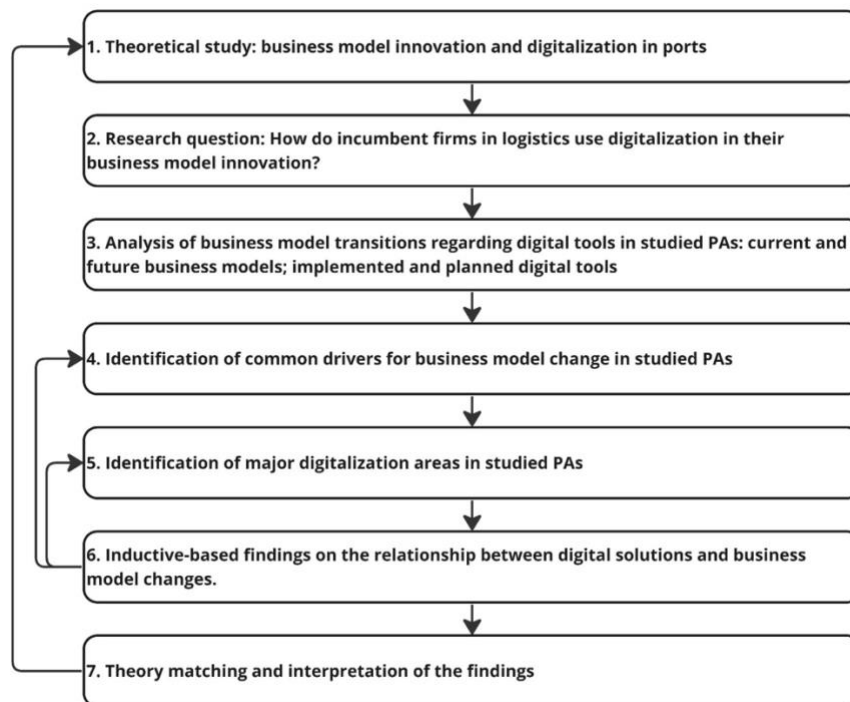 1. Theoretical study: business model innovation and digitalization in ports
2. Research question: How do incumbent firms in logistics use digitalization in their
business model innovation?
3. Analysis of business model transitions regarding digital tools in studied PAs: current and
future business models; implemented and planned digital tools
4. Identification of common drivers for business model change in studied PAs
5. Identification of major digitalization areas in studied PAs
6. Inductive-based findings on the relationship between digital solutions and business
model changes.
7. Theory matching and interpretation of the findings